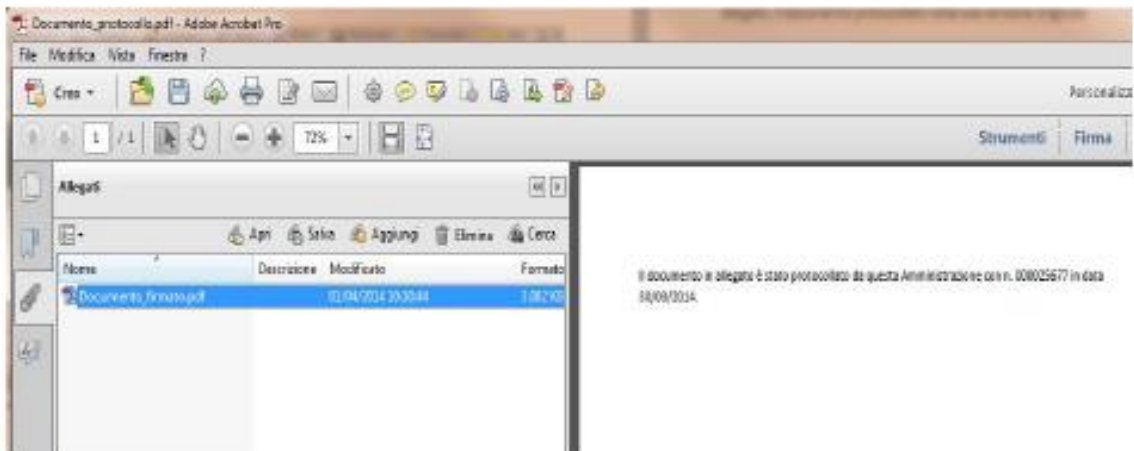 Documento_protocollo.pdf - Adobe Acrobat Pro
File Modifica Vista Finestra ?
Crea
1 / 1 72%
Strumenti Firma
Allegati
Apri Salva Aggiungi Elimina Cerca
Nome Descrizione Modificato Formato
Documento_firmato.pdf
Il documento in allegato è stato protocollato da questa Amministrazione con n. 000025677 in data